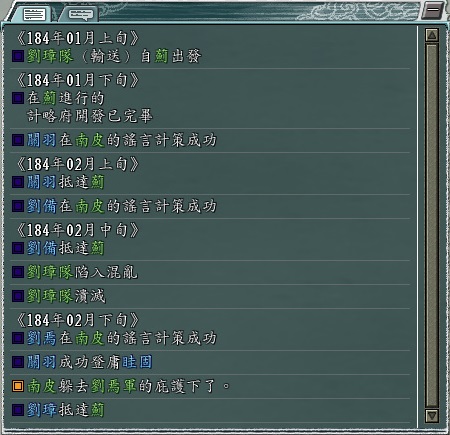 《184年01月上旬》
劉璋隊（輸送）自薊出發
《184年01月下旬》
在薊進行的
計略府開發已完畢
關羽在南皮的謠言計策成功
《184年02月上旬》
關羽抵達薊
劉備在南皮的謠言計策成功
《184年02月中旬》
劉備抵達薊
劉璋隊陷入混亂
劉璋隊潰滅
《184年02月下旬》
劉焉在南皮的謠言計策成功
關羽成功登庸眭固
南皮躲去劉焉軍的庇護下了。
劉璋抵達薊